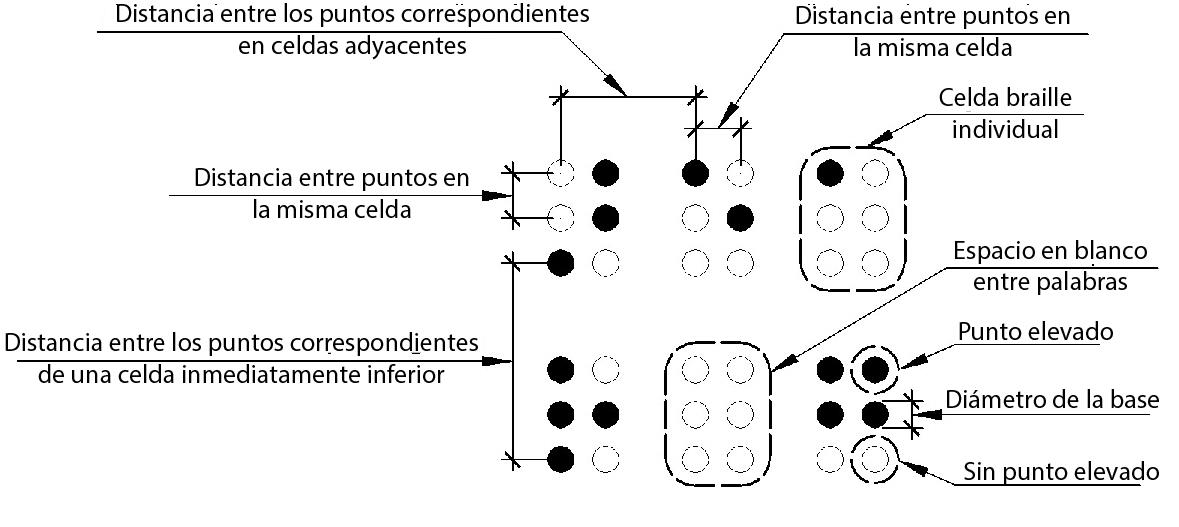 Distancia entre los puntos correspondientes
en celdas adyacentes
Distancia entre puntos en
la misma celda
Celda braille
individual
Distancia entre puntos en
la misma celda
Espacio en blanco
entre palabras
Distancia entre los puntos correspondientes
de una celda inmediatamente inferior
Punto elevado
Diámetro de la base
Sin punto elevado